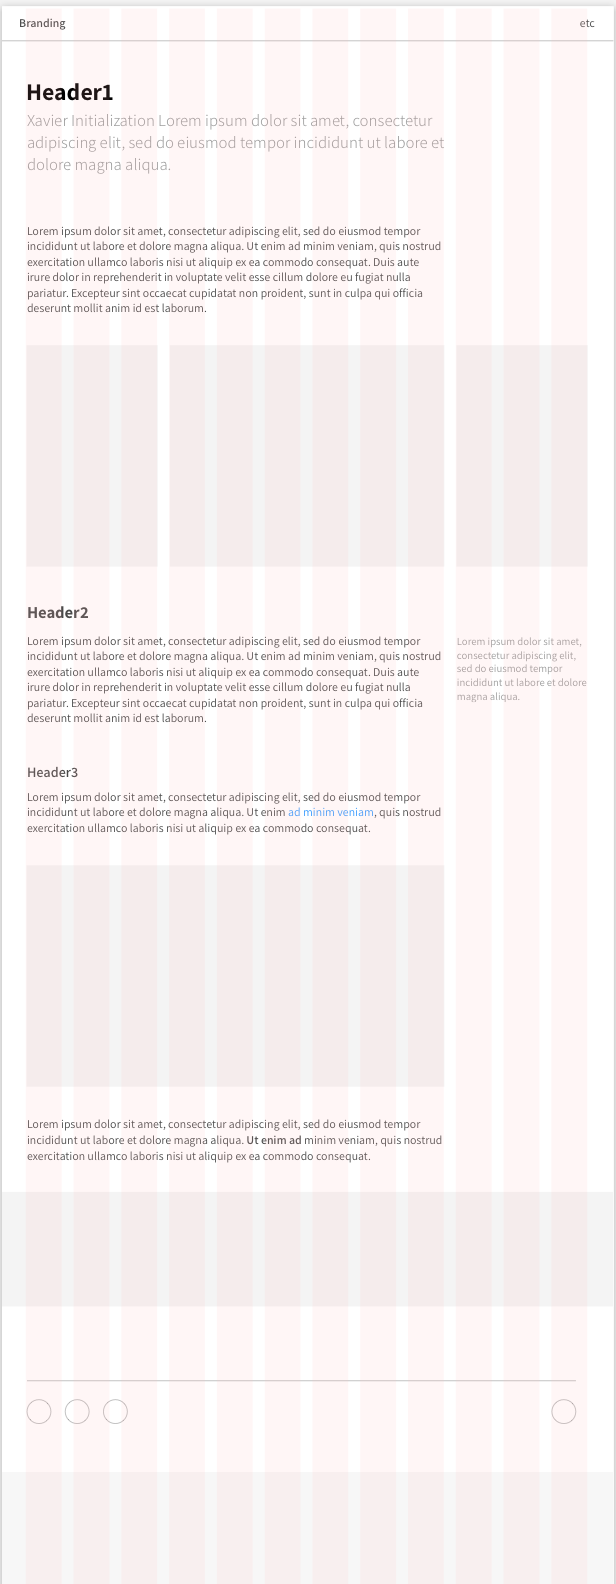 Branding
etc
Header1
Xavier Initialization Lorem ipsum dolor sit amet, consectetur
adipiscing elit, sed do eiusmod tempor incididunt ut labore et
dolore magna aliqua.
Lorem ipsum dolor sit amet, consectetur adipiscing elit, sed do eiusmod tempor
incididunt ut labore et dolore magna aliqua. Ut enim ad minim veniam, quis nostrud
exercitation ullamco laboris nisi ut aliquip ex ea commodo consequat. Duis aute
irure dolor in reprehenderit in voluptate velit esse cillum dolore eu fugiat nulla
pariatur. Excepteur sint occaecat cupidatat non proident, sunt in culpa qui officia
deserunt mollit anim id est laborum.
Header2
Lorem ipsum dolor sit amet, consectetur adipiscing elit, sed do eiusmod tempor
incididunt ut labore et dolore magna aliqua. Ut enim ad minim veniam, quis nostrud
exercitation ullamco laboris nisi ut aliquip ex ea commodo consequat. Duis aute
irure dolor in reprehenderit in voluptate velit esse cillum dolore eu fugiat nulla
pariatur. Excepteur sint occaecat cupidatat non proident, sunt in culpa qui officia
deserunt mollit anim id est laborum.
Lorem ipsum dolor sit amet,
consectetur adipiscing elit,
sed do eiusmod tempor
incididunt ut labore et dolore
magna aliqua.
Header3
Lorem ipsum dolor sit amet, consectetur adipiscing elit, sed do eiusmod tempor
incididunt ut labore et dolore magna aliqua. Ut enim ad minim veniam, quis nostrud
exercitation ullamco laboris nisi ut aliquip ex ea commodo consequat.
Lorem ipsum dolor sit amet, consectetur adipiscing elit, sed do eiusmod tempor
incididunt ut labore et dolore magna aliqua. Ut enim ad minim veniam, quis nostrud
exercitation ullamco laboris nisi ut aliquip ex ea commodo consequat.